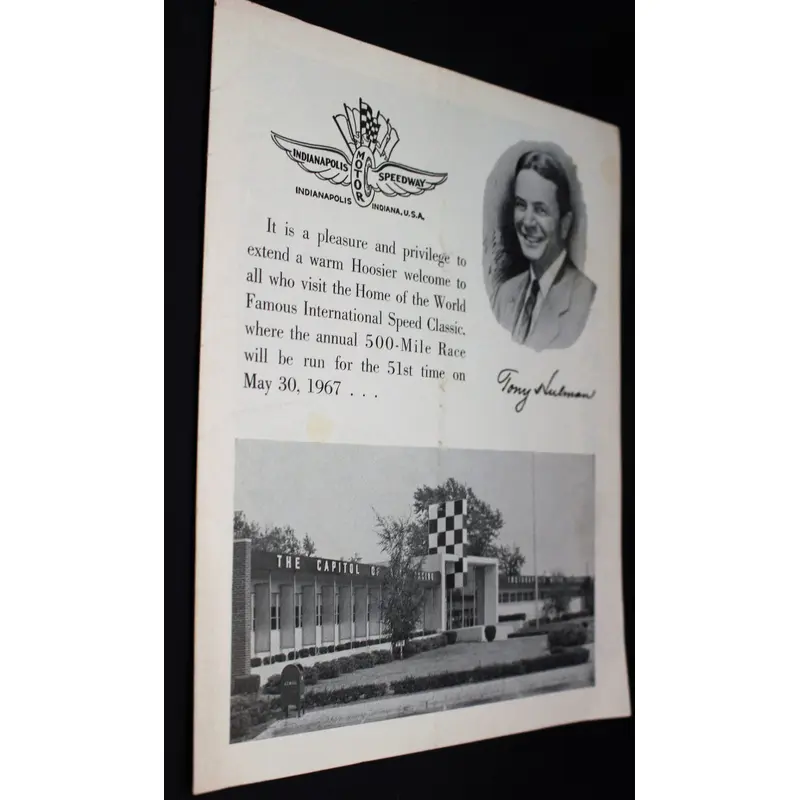 INDIANAPOLIS MOTOR SPEEDWAY
INDIANAPOLIS INDIANA, U.S.A.
It is a pleasure and privilege to
extend a warm Hoosier welcome to
all who visit the Home of the World
Famous International Speed Classic,
where the annual 500-Mile Race
will be run for the 51st time on
May 30, 1967 . . .
Tony Hulman
THE CAPITOL OF